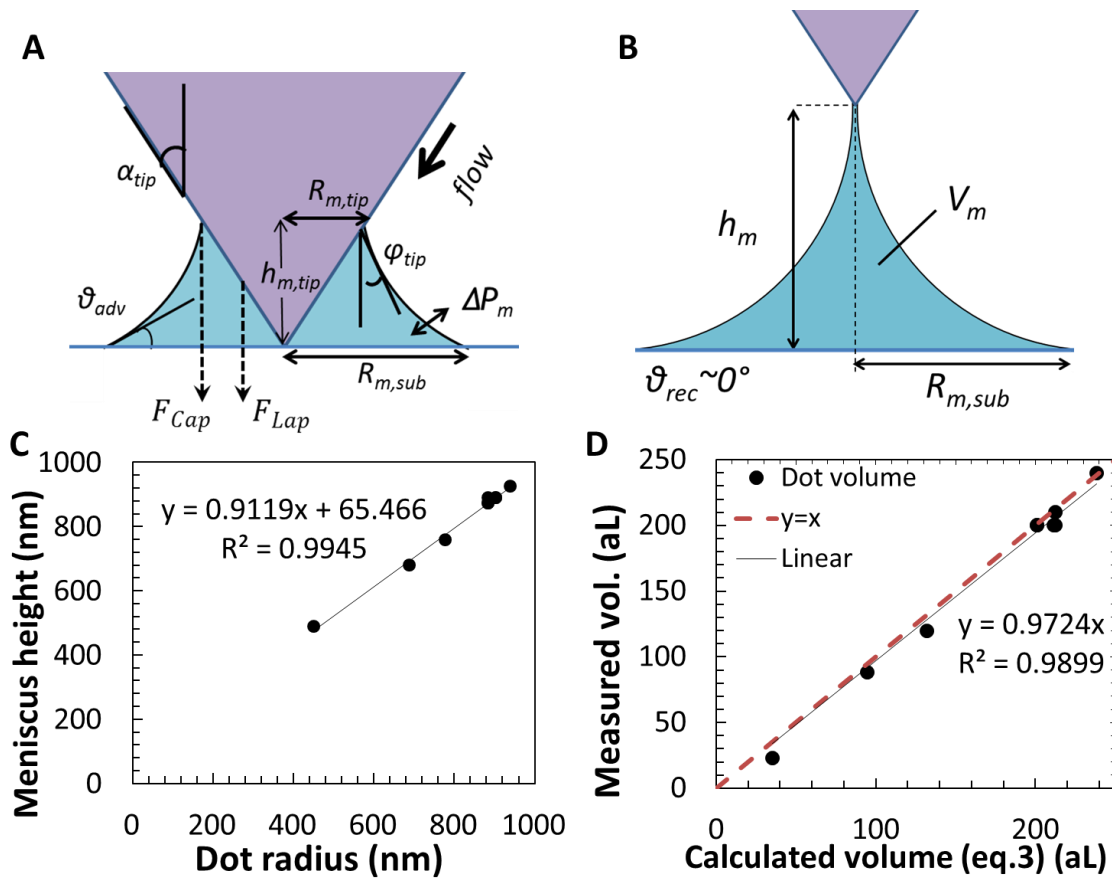 A
α_tip
flow
R_m,tip
h_m,tip
φ_tip
ϑ_adv
ΔP_m
R_m,sub
F_Cap
F_Lap
B
h_m
V_m
ϑ_rec~0°
R_m,sub
C
1000
800
600
400
200
0
y = 0.9119x + 65.466
R² = 0.9945
Meniscus height (nm)
0 200 400 600 800 1000
Dot radius (nm)
D
250
200
150
100
50
0
Dot volume
y=x
Linear
y = 0.9724x
R² = 0.9899
Measured vol. (aL)
0 100 200
Calculated volume (eq.3) (aL)